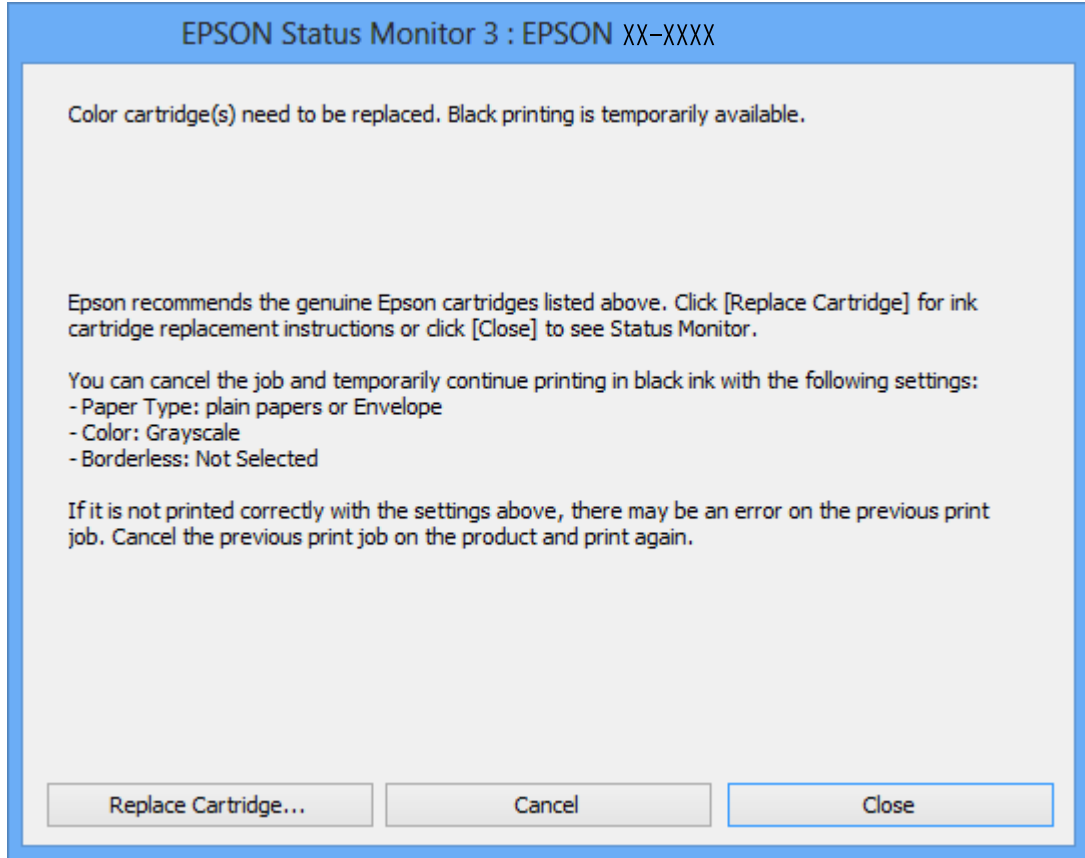 EPSON Status Monitor 3 : EPSON XX-XXXX
Color cartridge(s) need to be replaced. Black printing is temporarily available.
Epson recommends the genuine Epson cartridges listed above. Click [Replace Cartridge] for ink
cartridge replacement instructions or click [Close] to see Status Monitor.
You can cancel the job and temporarily continue printing in black ink with the following settings:
- Paper Type: plain papers or Envelope
- Color: Grayscale
- Borderless: Not Selected
If it is not printed correctly with the settings above, there may be an error on the previous print
job. Cancel the previous print job on the product and print again.
Replace Cartridge...
Cancel
Close